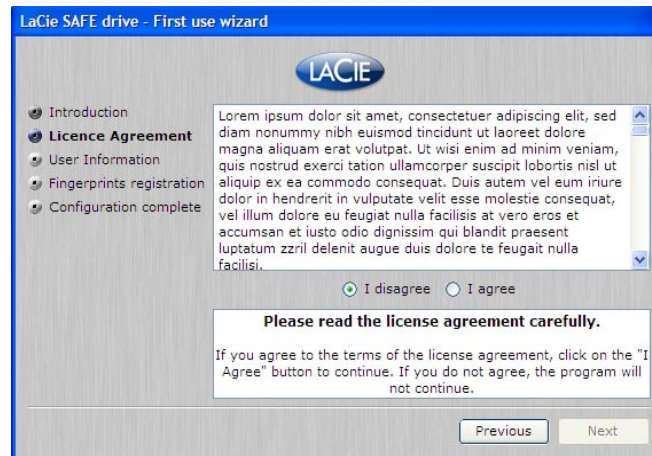 LaCie SAFE drive - First use wizard
LACIE
Introduction
Licence Agreement
User Information
Fingerprints registration
Configuration complete
Lorem ipsum dolor sit amet, consectetuer adipiscing elit, sed
diam nonummy nibh euismod tincidunt ut laoreet dolore
magna aliquam erat volutpat. Ut wisi enim ad minim veniam,
quis nostrud exerci tation ullamcorper suscipit lobortis nisl ut
aliquip ex ea commodo consequat. Duis autem vel eum iriure
dolor in hendrerit in vulputate velit esse molestie consequat,
vel illum dolore eu feugiat nulla facilisis at vero eros et
accumsan et iusto odio dignissim qui blandit praesent
luptatum zzril delenit augue duis dolore te feugait nulla
facilisi.
I disagree I agree
Please read the license agreement carefully.
If you agree to the terms of the license agreement, click on the "I
Agree" button to continue. If you do not agree, the program will
not continue.
Previous Next